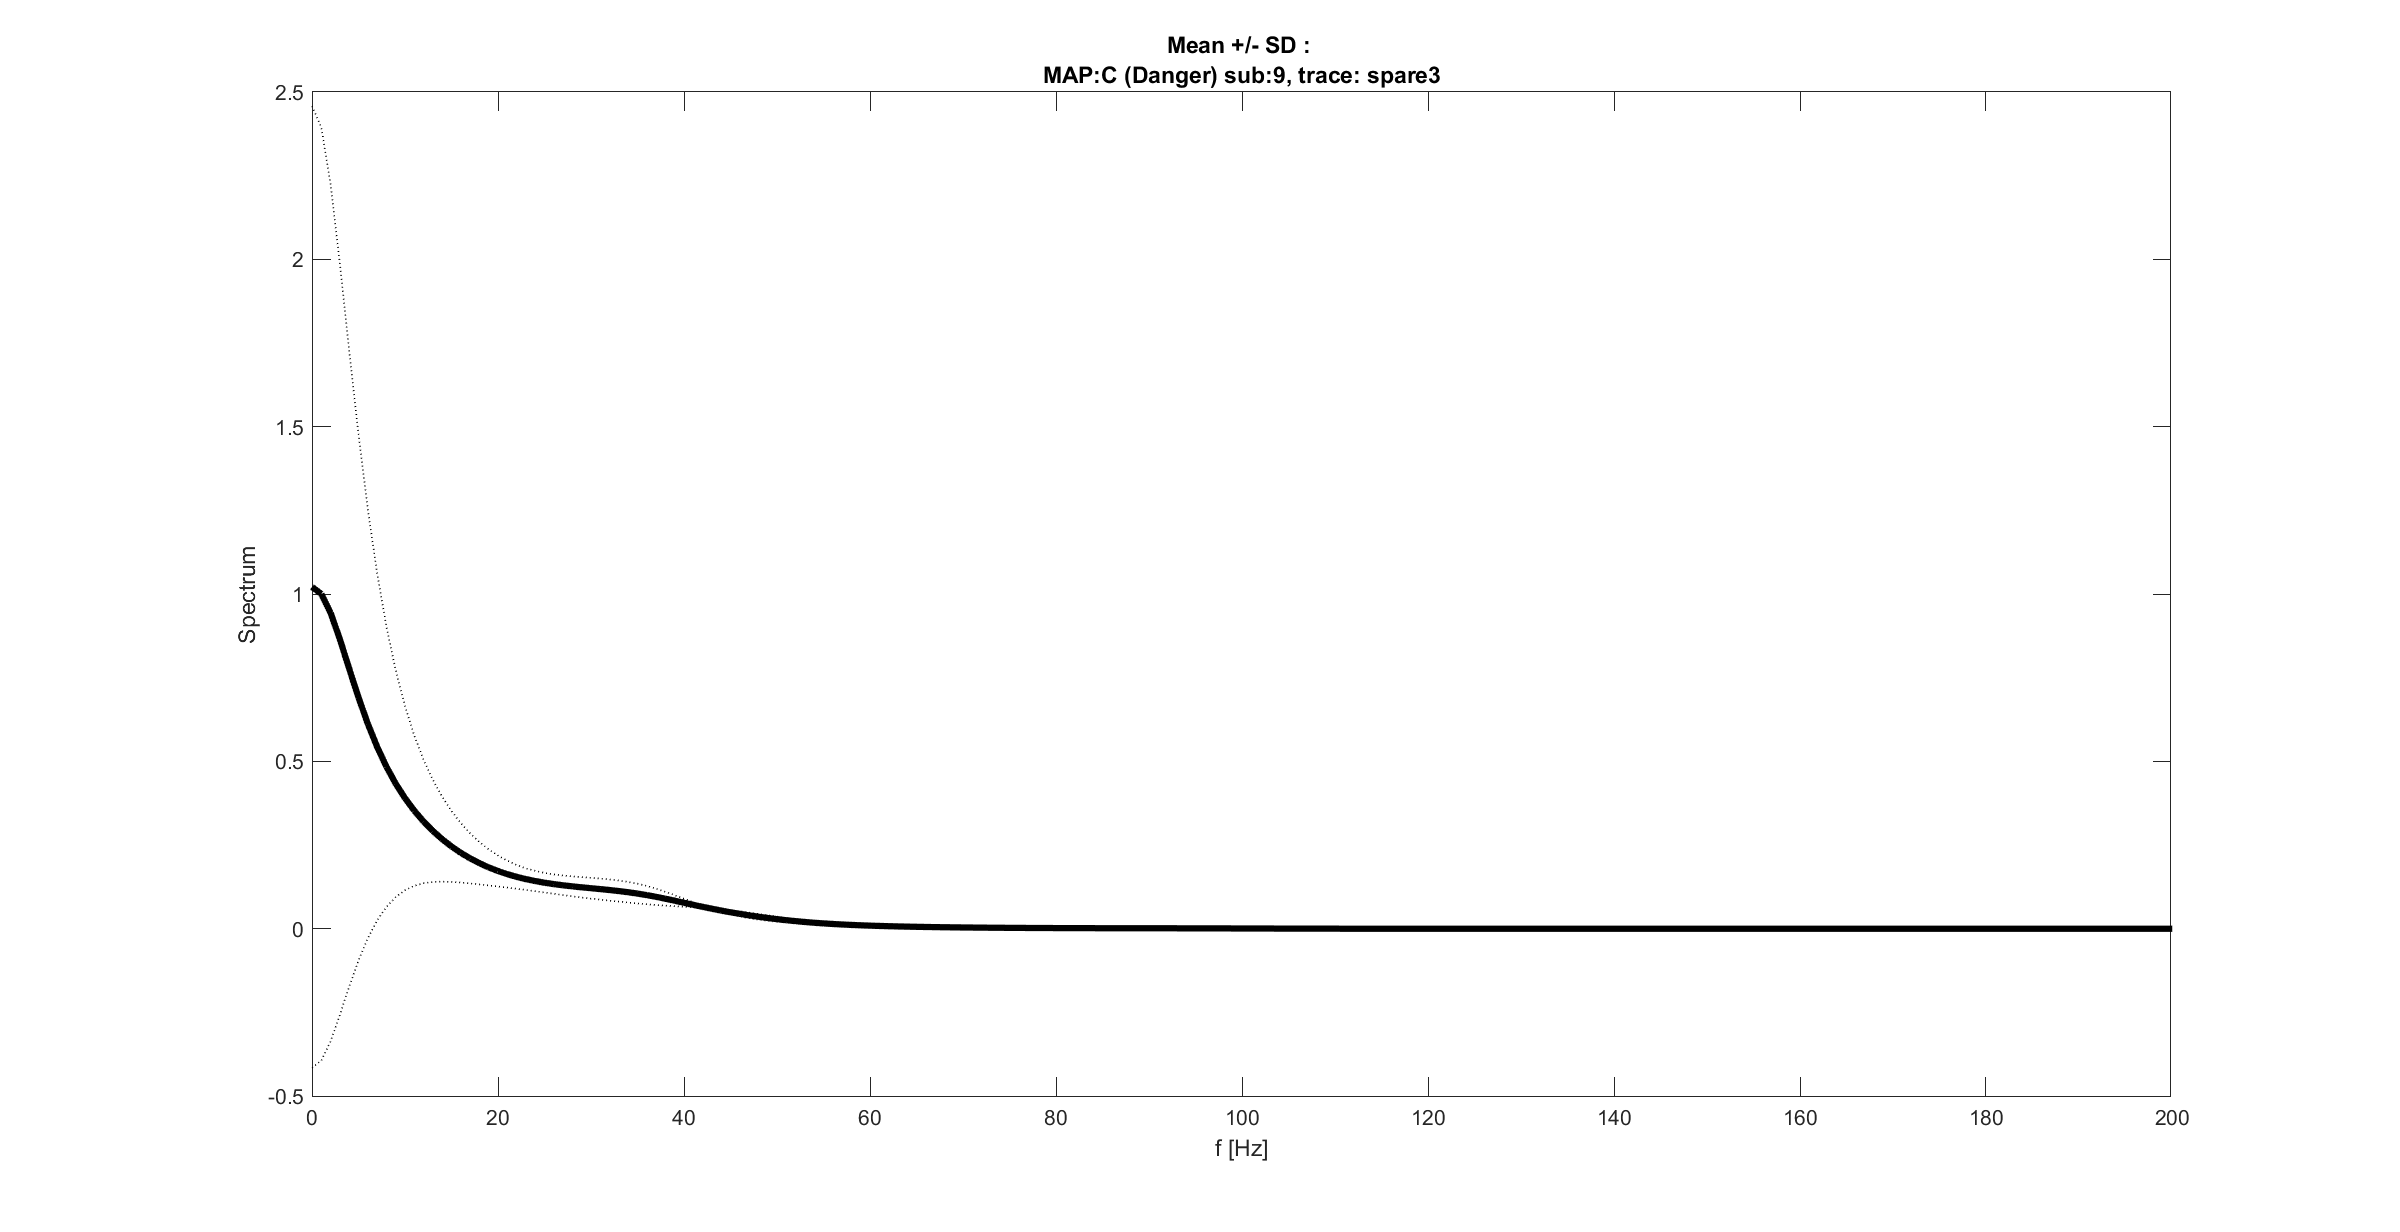 Mean +/- SD :
MAP:C (Danger) sub:9, trace: spare3
2.5
2
1.5
1
0.5
0
-0.5
Spectrum
0 20 40 60 80 100 120 140 160 180 200
f [Hz]